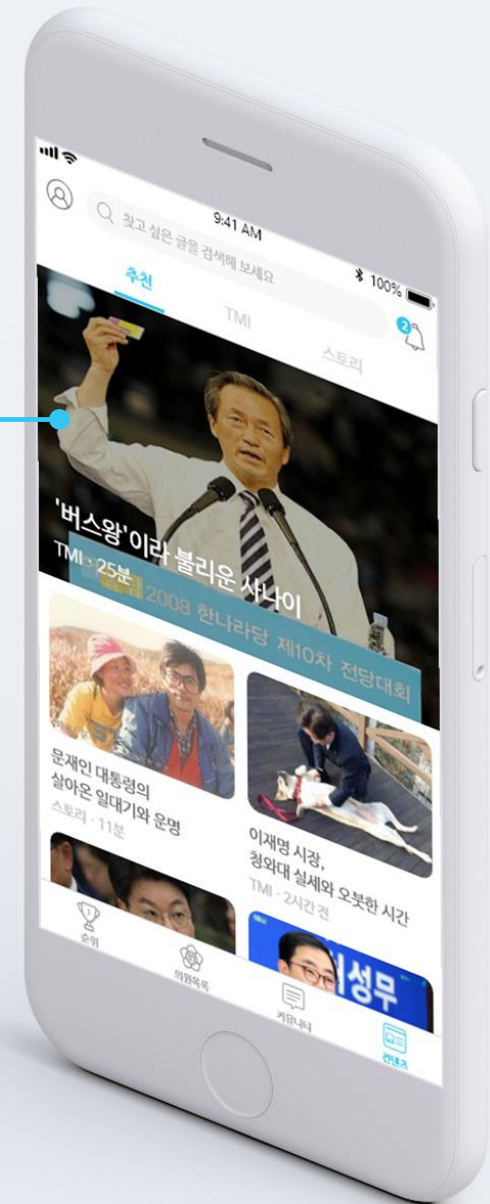 9:41 AM
100%
찾고 싶은 글을 검색해 보세요
2
추천
TMI
스토리
'버스왕'이라 불리운 사나이
TMI · 25분
2008 한나라당 제10차 전당대회
문재인 대통령의
살아온 일대기와 운명
스토리 · 11분
이재명 시장,
청와대 실세와 오붓한 시간
TMI · 2시간 전
성무
1
순위
의원목록
커뮤니티
컨텐츠